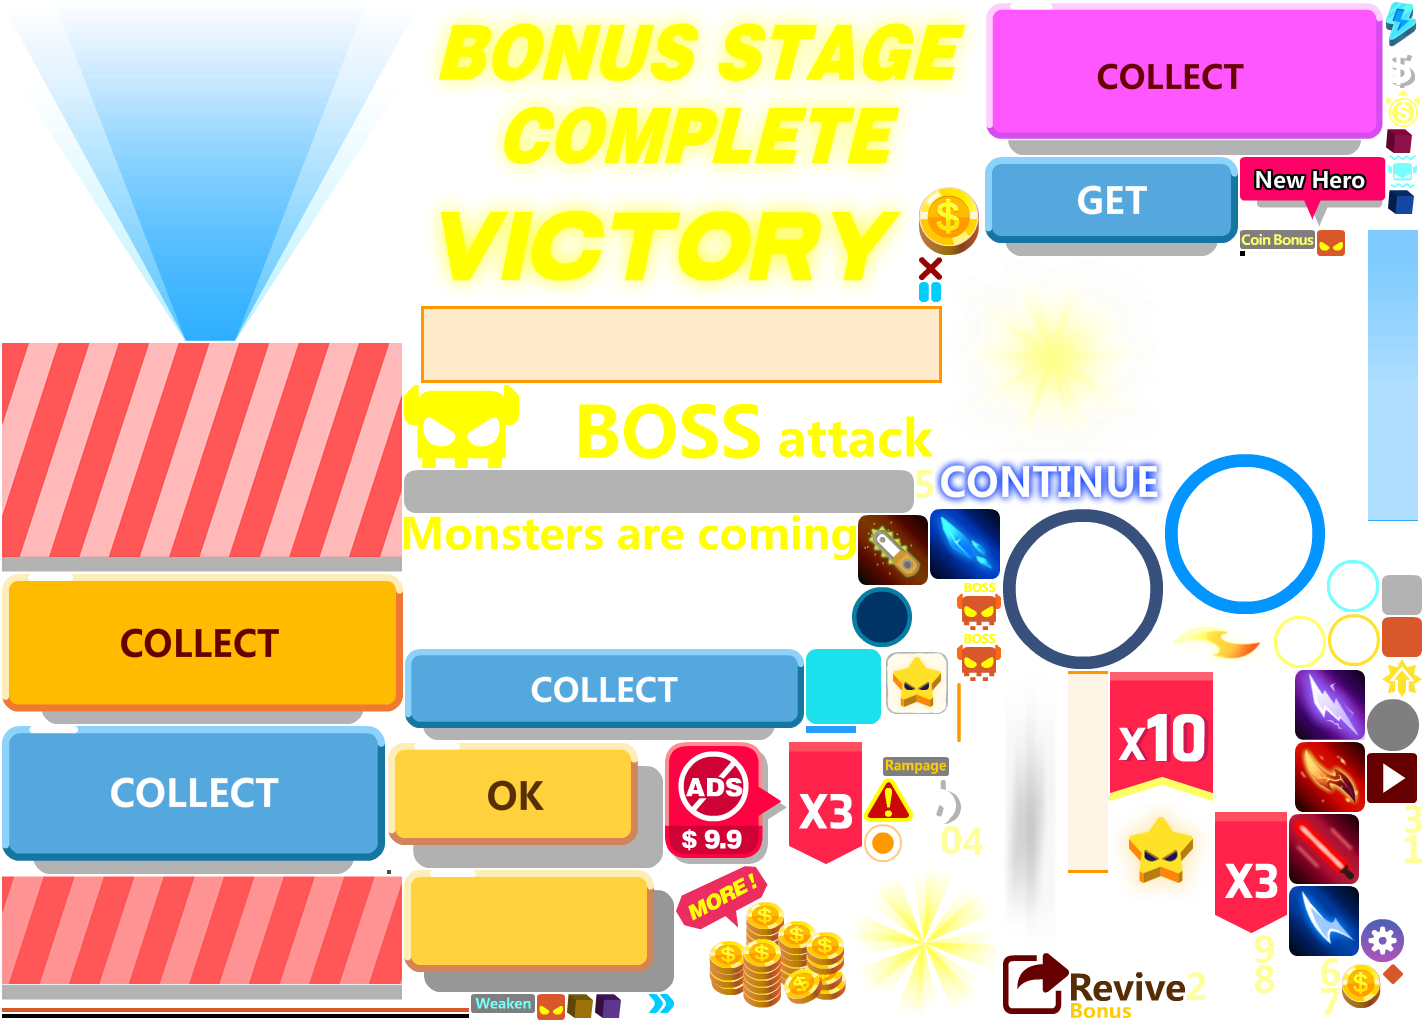 BONUS STAGE
COMPLETE
VICTORY
COLLECT
GET
New Hero
Coin Bonus
BOSS attack
5
CONTINUE
Monsters are coming
BOSS
BOSS
COLLECT
COLLECT
COLLECT
OK
ADS
$ 9.9
X3
Rampage
04
x10
X3
3
1
MORE!
9
8
6
7
2
Revive
Bonus
Weaken